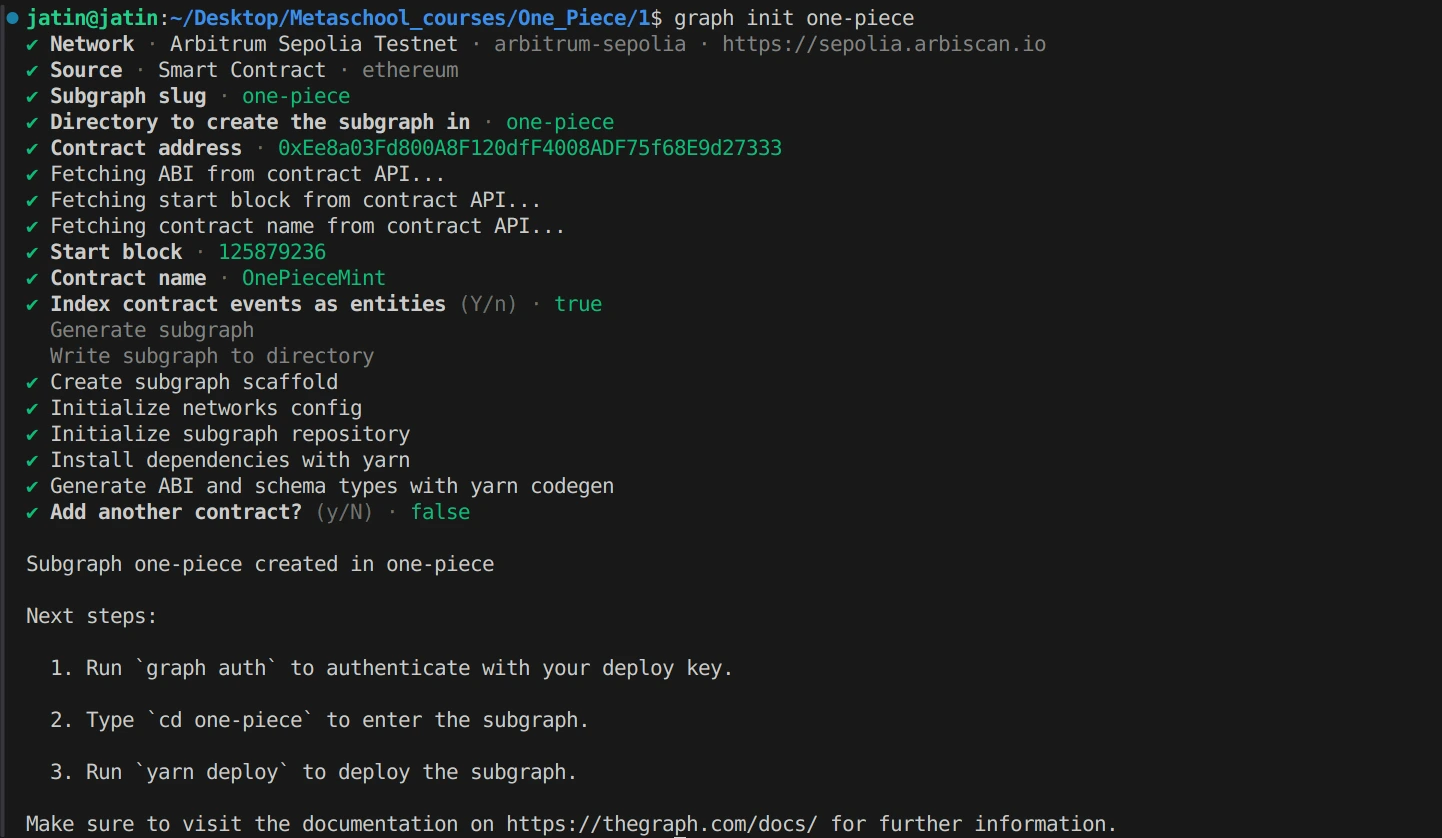 jatin@jatin:~/Desktop/Metaschool_courses/One_Piece/1$ graph init one-piece
✔ Network · Arbitrum Sepolia Testnet · arbitrum-sepolia · https://sepolia.arbiscan.io
✔ Source · Smart Contract · ethereum
✔ Subgraph slug · one-piece
✔ Directory to create the subgraph in · one-piece
✔ Contract address · 0xEe8a03Fd800A8F120dfF4008ADF75f68E9d27333
✔ Fetching ABI from contract API...
✔ Fetching start block from contract API...
✔ Fetching contract name from contract API...
✔ Start block · 125879236
✔ Contract name · OnePieceMint
✔ Index contract events as entities (Y/n) · true
Generate subgraph
Write subgraph to directory
✔ Create subgraph scaffold
✔ Initialize networks config
✔ Initialize subgraph repository
✔ Install dependencies with yarn
✔ Generate ABI and schema types with yarn codegen
✔ Add another contract? (y/N) · false
Subgraph one-piece created in one-piece
Next steps:
1. Run `graph auth` to authenticate with your deploy key.
2. Type `cd one-piece` to enter the subgraph.
3. Run `yarn deploy` to deploy the subgraph.
Make sure to visit the documentation on https://thegraph.com/docs/ for further information.